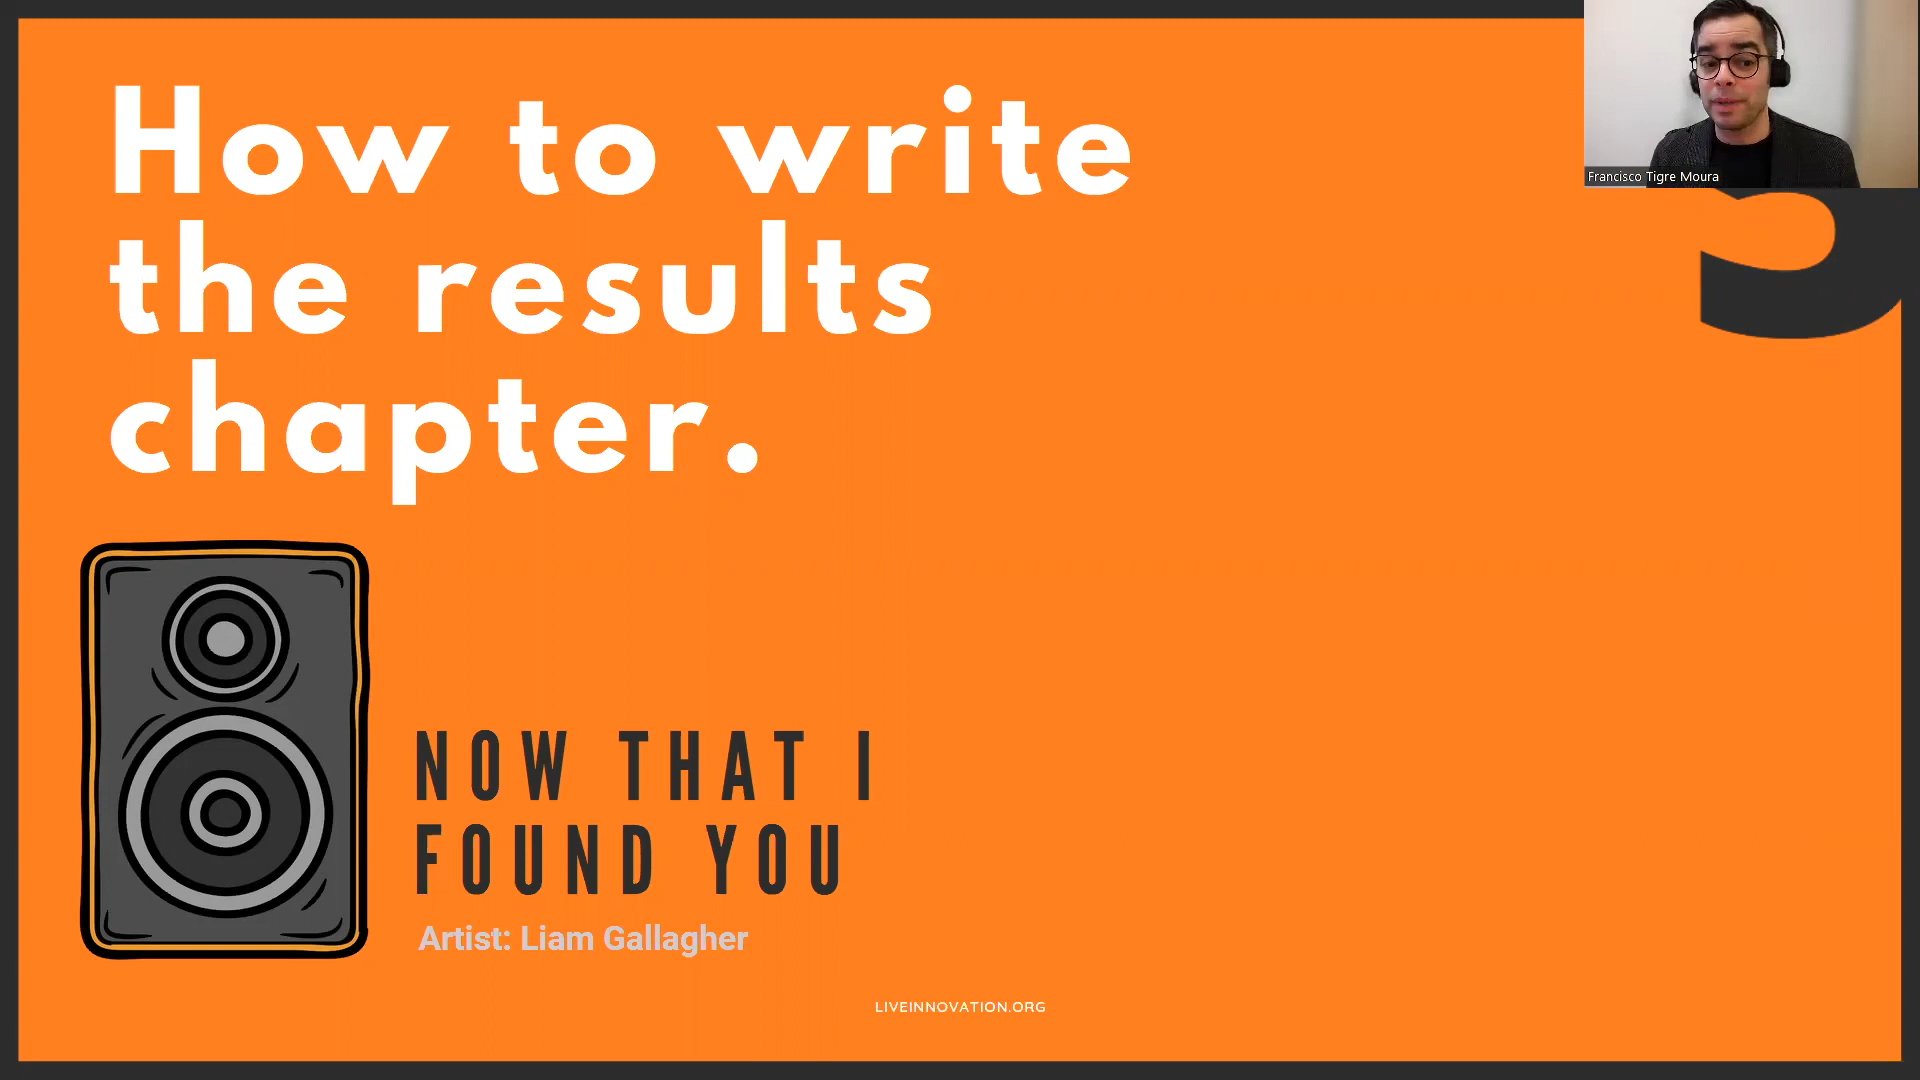 How to write
the results
chapter.
Francisco Tigre Moura
NOW THAT I
FOUND YOU
Artist: Liam Gallagher
LIVEINNOVATION.ORG